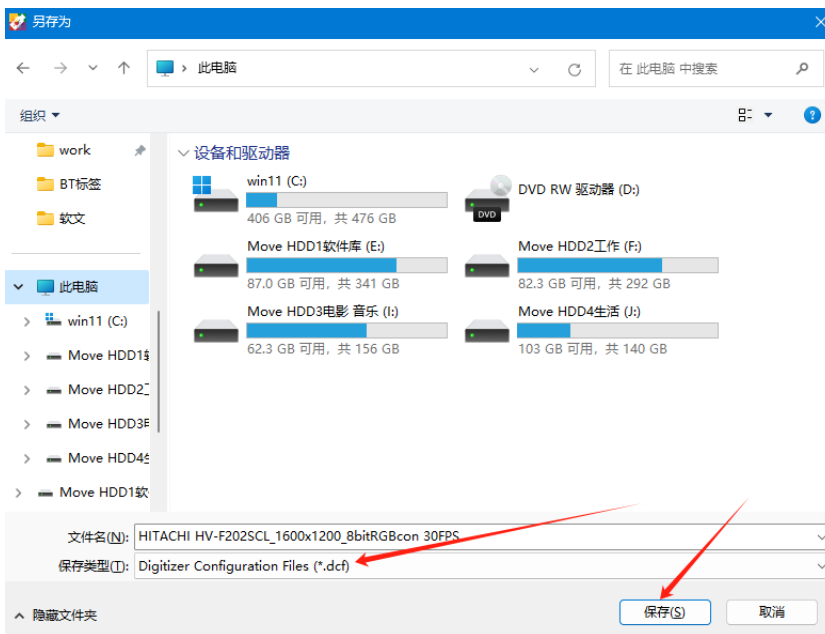 另存为
此电脑
在 此电脑 中搜索
组织
work
BT标签
软文
此电脑
win11 (C:)
Move HDD1
Move HDD2工
Move HDD3
Move HDD4
Move HDD1软
设备和驱动器
win11 (C:)
406 GB 可用, 共 476 GB
DVD RW 驱动器 (D:)
DVD
Move HDD1软件库 (E:)
87.0 GB 可用, 共 341 GB
Move HDD2工作 (F:)
82.3 GB 可用, 共 292 GB
Move HDD3电影 音乐 (I:)
62.3 GB 可用, 共 156 GB
Move HDD4生活 (J:)
103 GB 可用, 共 140 GB
文件名(N):
HITACHI HV-F202SCL_1600x1200_8bitRGBcon 30FPS
保存类型(T):
Digitizer Configuration Files (*.dcf)
隐藏文件夹
保存(S)
取消